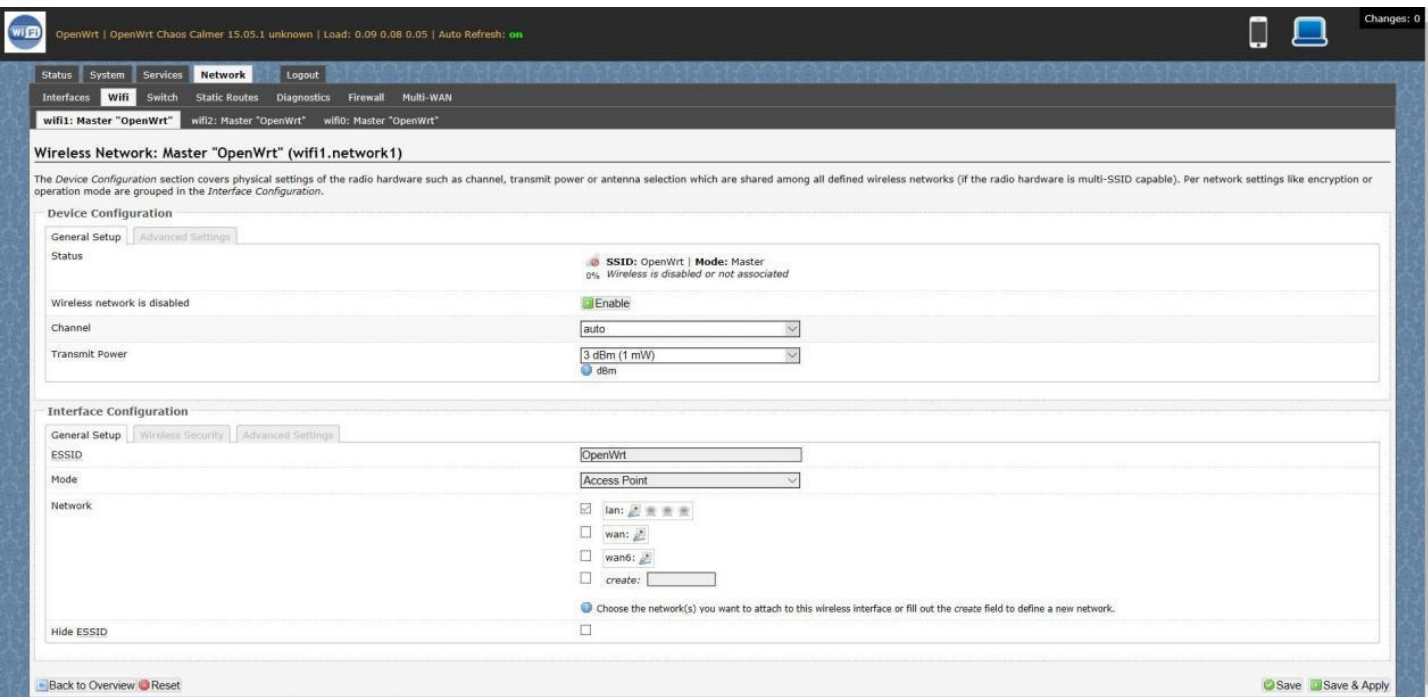 WiFi
OpenWrt | OpenWrt Chaos Calmer 15.05.1 unknown | Load: 0.09 0.08 0.05 | Auto Refresh: on
Changes: 0
Status System Services Network Logout
Interfaces Wifi Switch Static Routes Diagnostics Firewall Multi-WAN
wifi1: Master "OpenWrt" wifi2: Master "OpenWrt" wifi0: Master "OpenWrt"
Wireless Network: Master "OpenWrt" (wifi1.network1)
The Device Configuration section covers physical settings of the radio hardware such as channel, transmit power or antenna selection which are shared among all defined wireless networks (if the radio hardware is multi-SSID capable). Per network settings like encryption or
operation mode are grouped in the Interface Configuration.
Device Configuration
General Setup Advanced Settings
Status
SSID: OpenWrt | Mode: Master
0% Wireless is disabled or not associated
Wireless network is disabled Enable
Channel auto
Transmit Power 3 dBm (1 mW)
dBm
Interface Configuration
General Setup Wireless Security Advanced Settings
ESSID OpenWrt
Mode Access Point
Network lan:
wan:
wan6:
create:
Choose the network(s) you want to attach to this wireless interface or fill out the create field to define a new network.
Hide ESSID
Back to Overview Reset Save Save & Apply